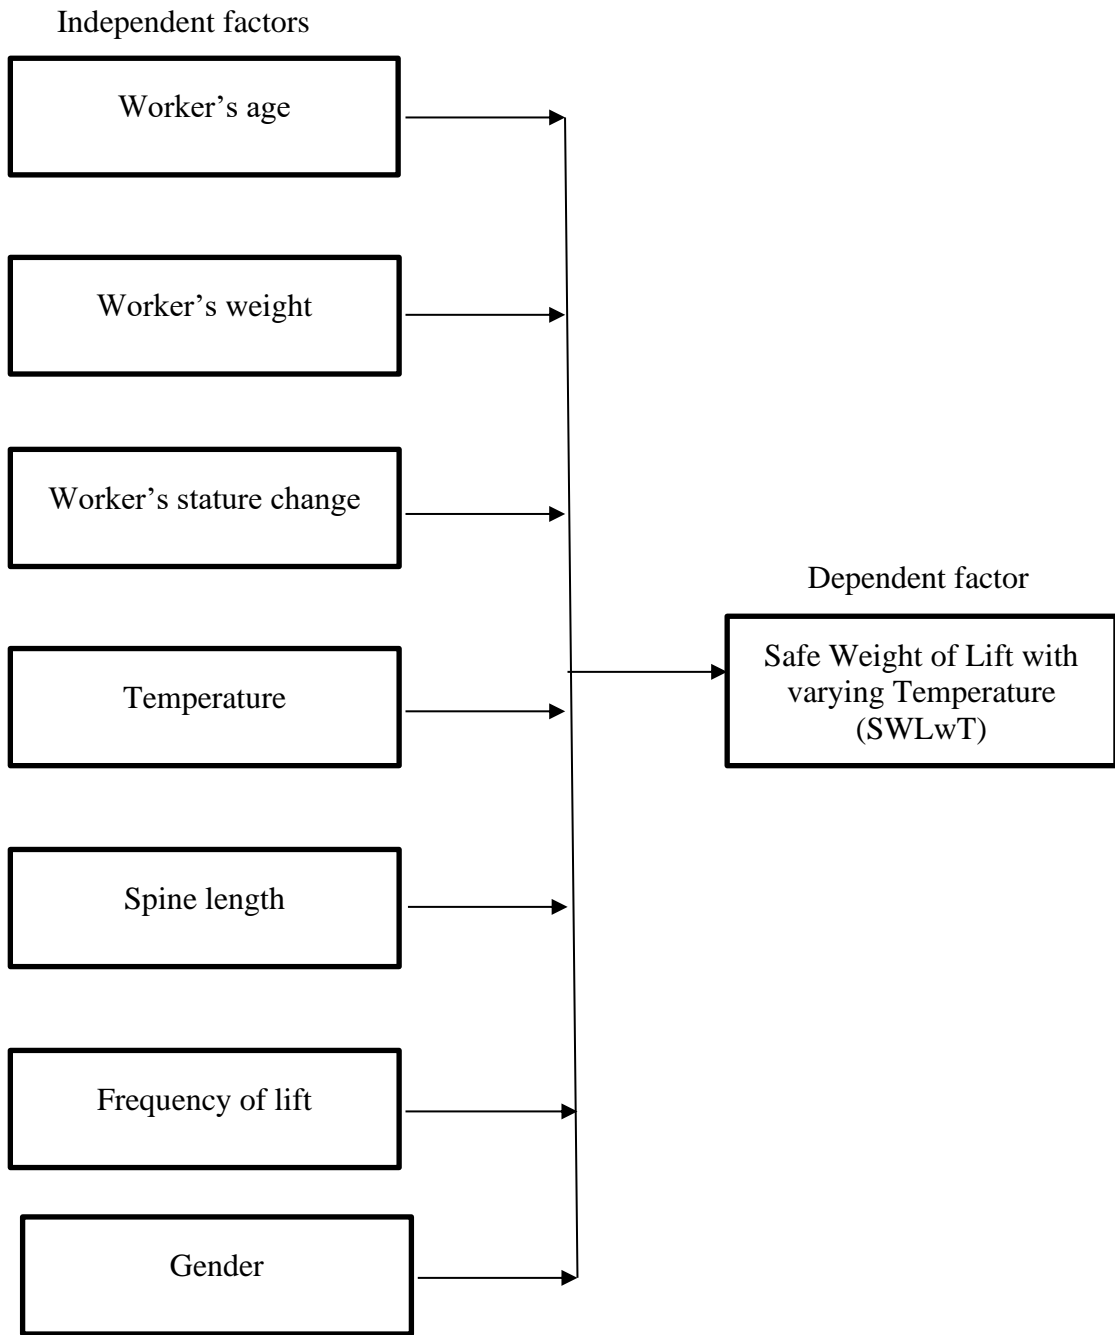 Independent factors
Worker’s age
Worker’s weight
Worker’s stature change
Temperature
Spine length
Frequency of lift
Gender
Dependent factor
Safe Weight of Lift with
varying Temperature
(SWLwT)